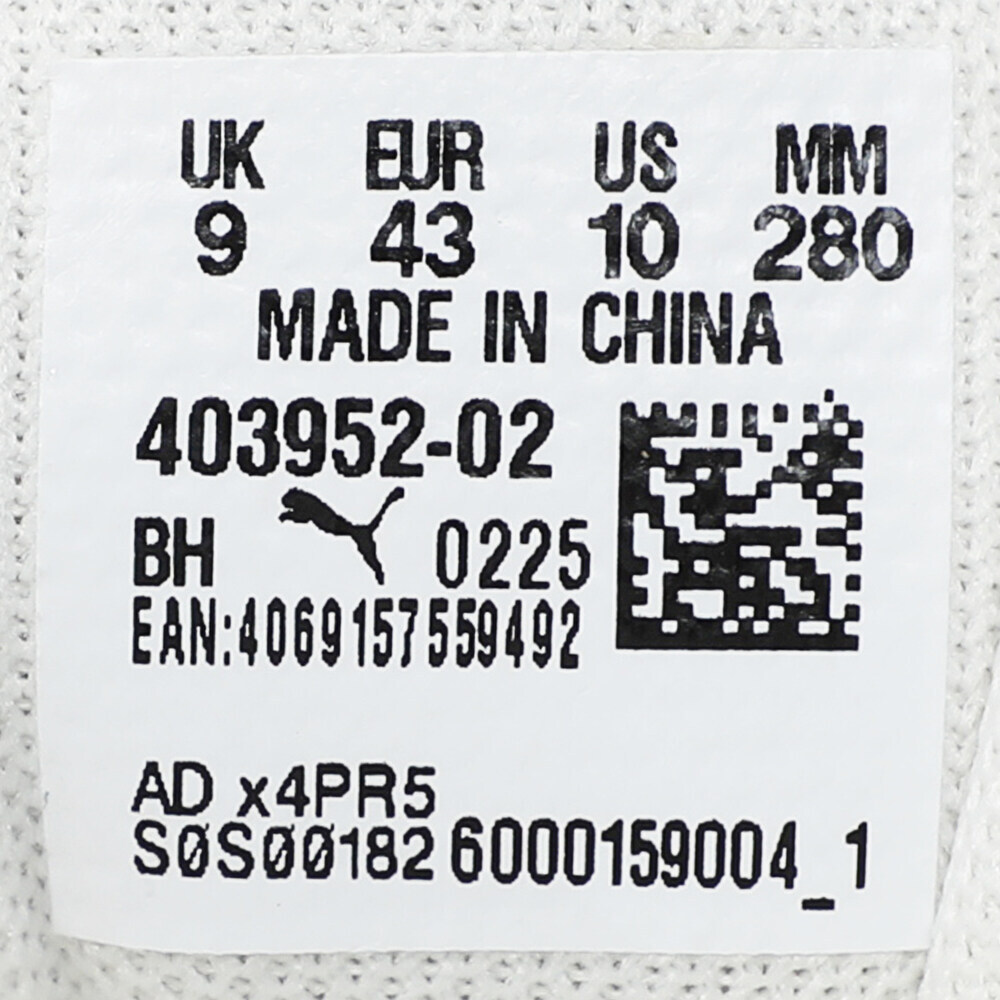 UK EUR US MM
9 43 10 280
MADE IN CHINA
403952-02
BH 0225
EAN:4069157559492
AD x4PR5
SØSØØ182 6000159004_1